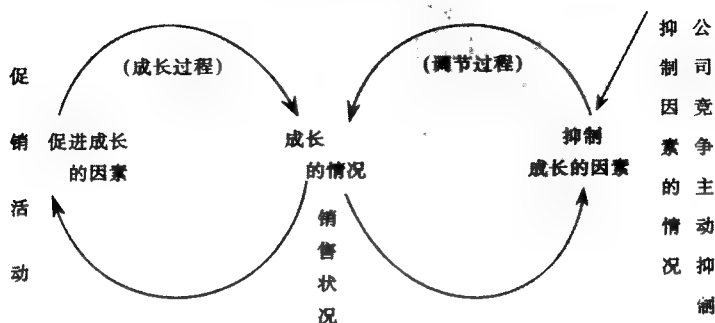 促销活动
(成长过程)
促进成长
的因素
成长
的情况
销售状况
(调节过程)
抑制
成长的因素
公司竞争主动抑制
抑制因素的情况